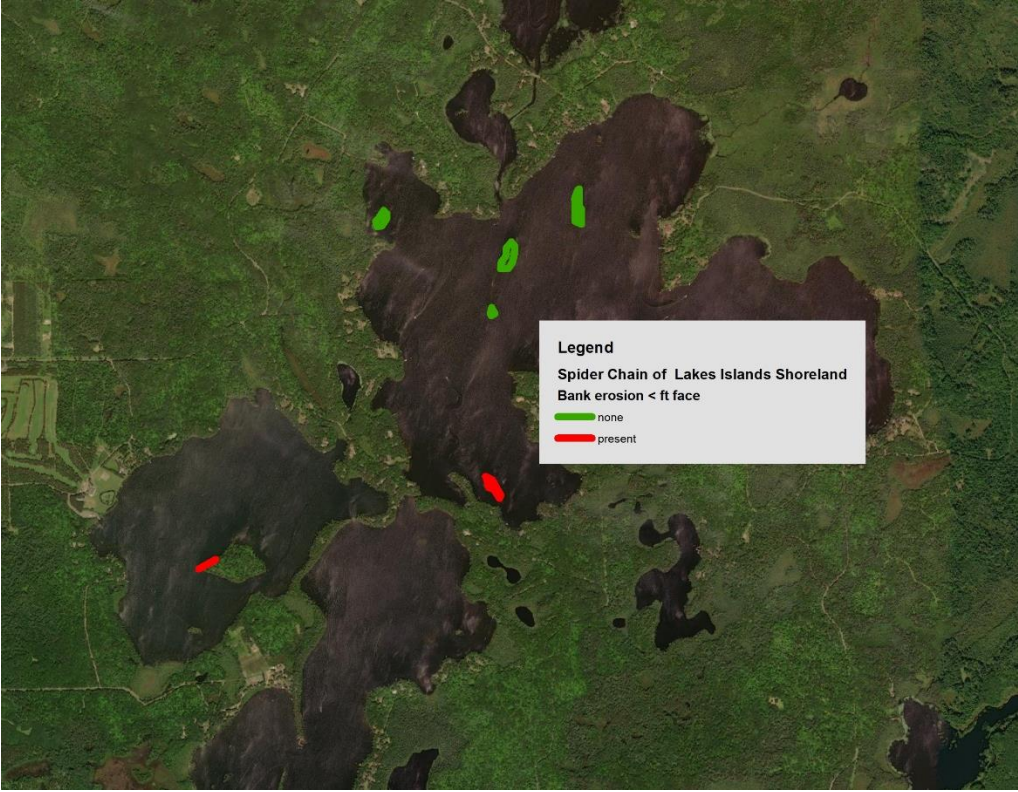 Legend
Spider Chain of Lakes Islands Shoreland
Bank erosion < ft face
none
present